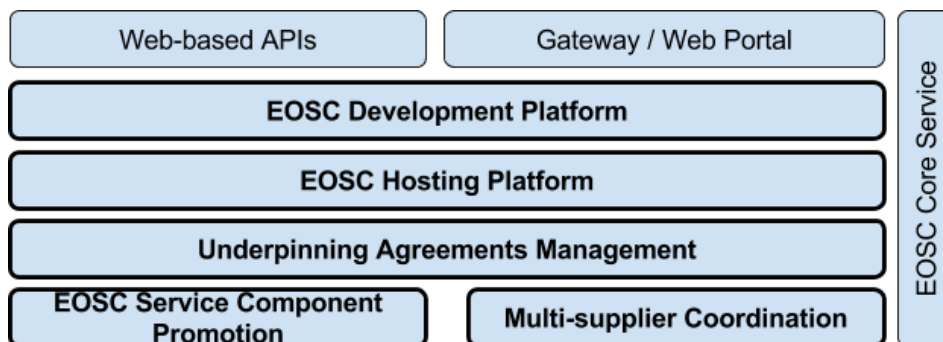 Web-based APIs
Gateway / Web Portal
EOSC Development Platform
EOSC Hosting Platform
Underpinning Agreements Management
EOSC Service Component
Promotion
Multi-supplier Coordination
EOSC Core Service